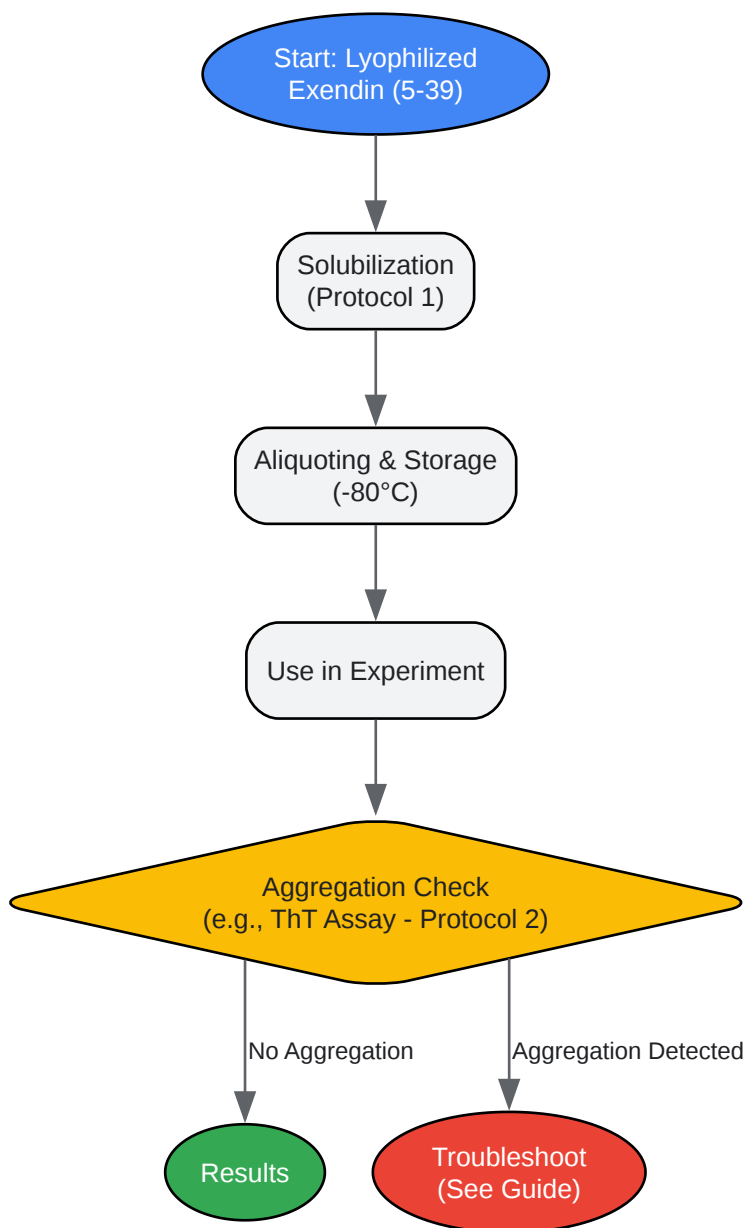 Start: Lyophilized
Exendin (5-39)
Solubilization
(Protocol 1)
Aliquoting & Storage
(-80°C)
Use in Experiment
Aggregation Check
(e.g., ThT Assay - Protocol 2)
No Aggregation
Aggregation Detected
Results
Troubleshoot
(See Guide)